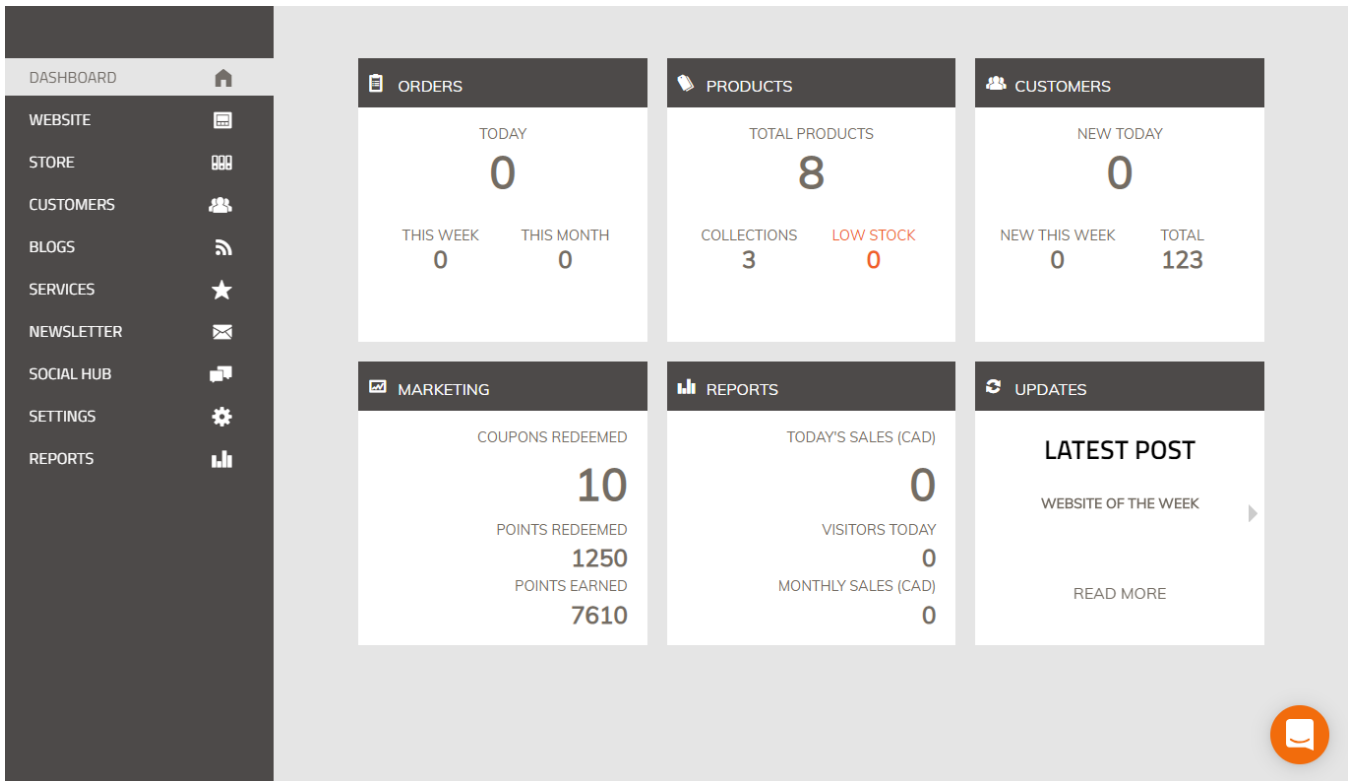 DASHBOARD
WEBSITE
STORE
CUSTOMERS
BLOGS
SERVICES
NEWSLETTER
SOCIAL HUB
SETTINGS
REPORTS
ORDERS
TODAY
0
THIS WEEK THIS MONTH
0 0
PRODUCTS
TOTAL PRODUCTS
8
COLLECTIONS LOW STOCK
3 0
CUSTOMERS
NEW TODAY
0
NEW THIS WEEK TOTAL
0 123
MARKETING
COUPONS REDEEMED
10
POINTS REDEEMED
1250
POINTS EARNED
7610
REPORTS
TODAY'S SALES (CAD)
0
VISITORS TODAY
0
MONTHLY SALES (CAD)
0
UPDATES
LATEST POST
WEBSITE OF THE WEEK
READ MORE